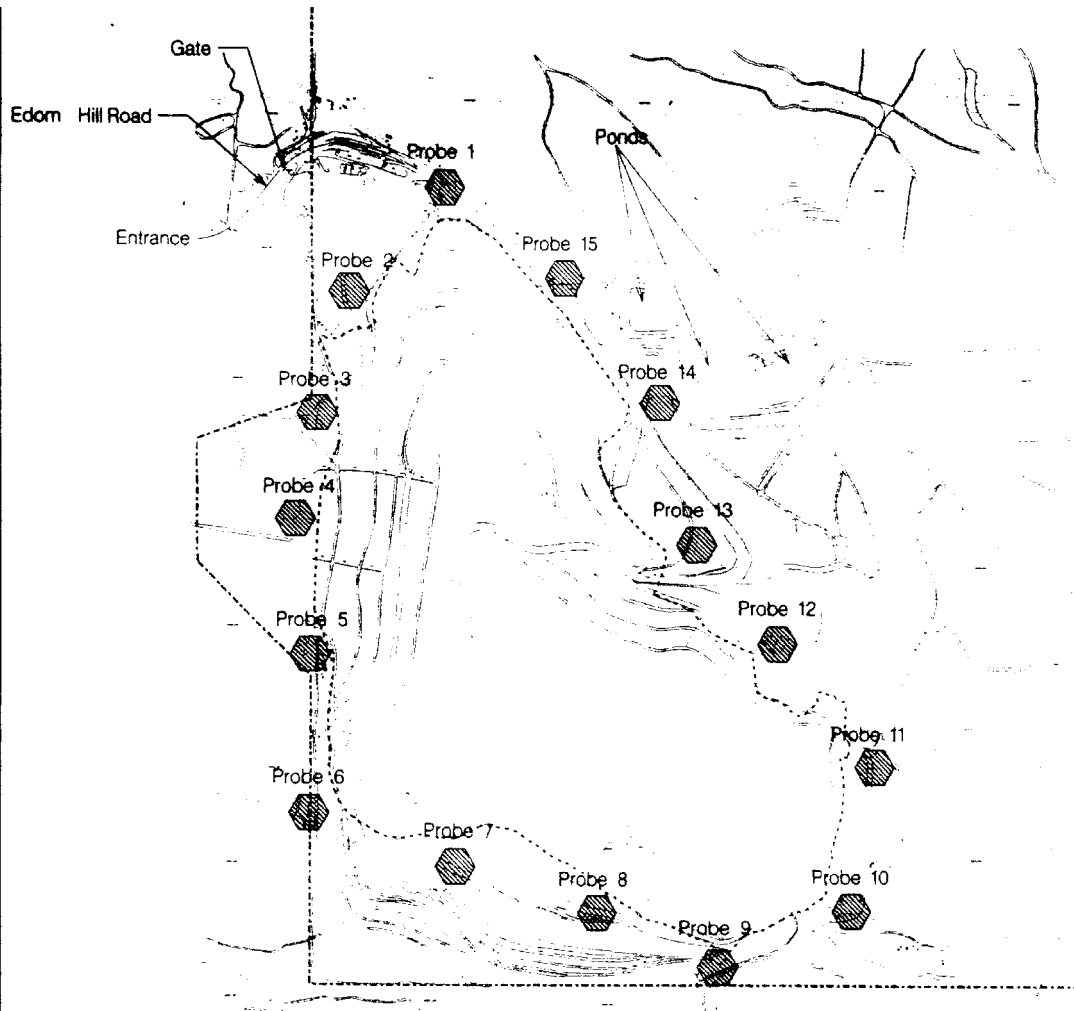 Gate
Edom Hill Road
Ponds
Probe 1
Entrance
Probe 15
Probe 2
Probe 14
Probe 3
Probe 4
Probe 13
Probe 12
Probe 5
Probe 11
Probe 6
Probe 7
Probe 8
Probe 10
Probe 9